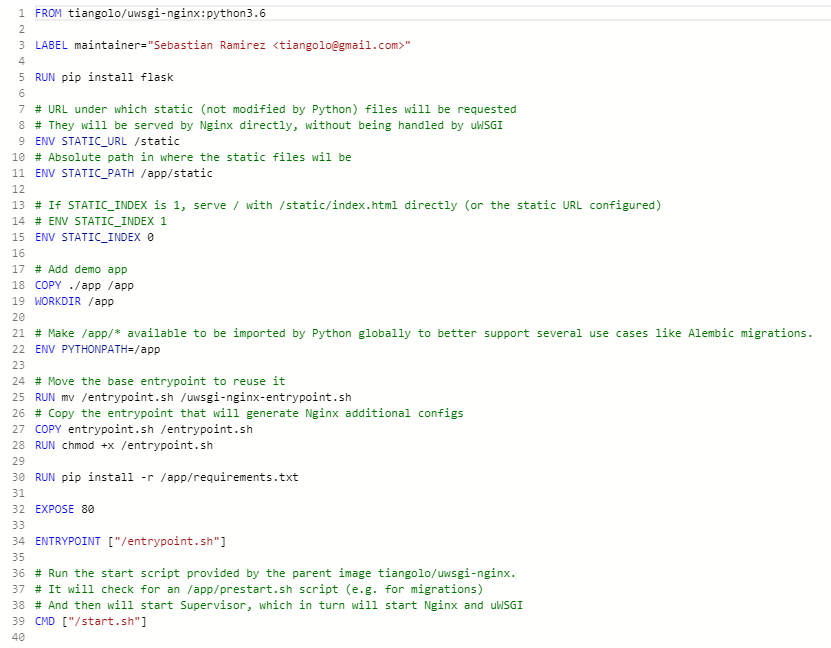 1 FROM tiangolo/uwsgi-nginx:python3.6
2
3 LABEL maintainer="Sebastian Ramirez <tiangolo@gmail.com>"
4
5 RUN pip install flask
6
7 # URL under which static (not modified by Python) files will be requested
8 # They will be served by Nginx directly, without being handled by uWSGI
9 ENV STATIC_URL /static
10 # Absolute path in where the static files wil be
11 ENV STATIC_PATH /app/static
12
13 # If STATIC_INDEX is 1, serve / with /static/index.html directly (or the static URL configured)
14 # ENV STATIC_INDEX 1
15 ENV STATIC_INDEX 0
16
17 # Add demo app
18 COPY ./app /app
19 WORKDIR /app
20
21 # Make /app/* available to be imported by Python globally to better support several use cases like Alembic migrations.
22 ENV PYTHONPATH=/app
23
24 # Move the base entrypoint to reuse it
25 RUN mv /entrypoint.sh /uwsgi-nginx-entrypoint.sh
26 # Copy the entrypoint that will generate Nginx additional configs
27 COPY entrypoint.sh /entrypoint.sh
28 RUN chmod +x /entrypoint.sh
29
30 RUN pip install -r /app/requirements.txt
31
32 EXPOSE 80
33
34 ENTRYPOINT ["/entrypoint.sh"]
35
36 # Run the start script provided by the parent image tiangolo/uwsgi-nginx.
37 # It will check for an /app/prestart.sh script (e.g. for migrations)
38 # And then will start Supervisor, which in turn will start Nginx and uWSGI
39 CMD ["/start.sh"]
40